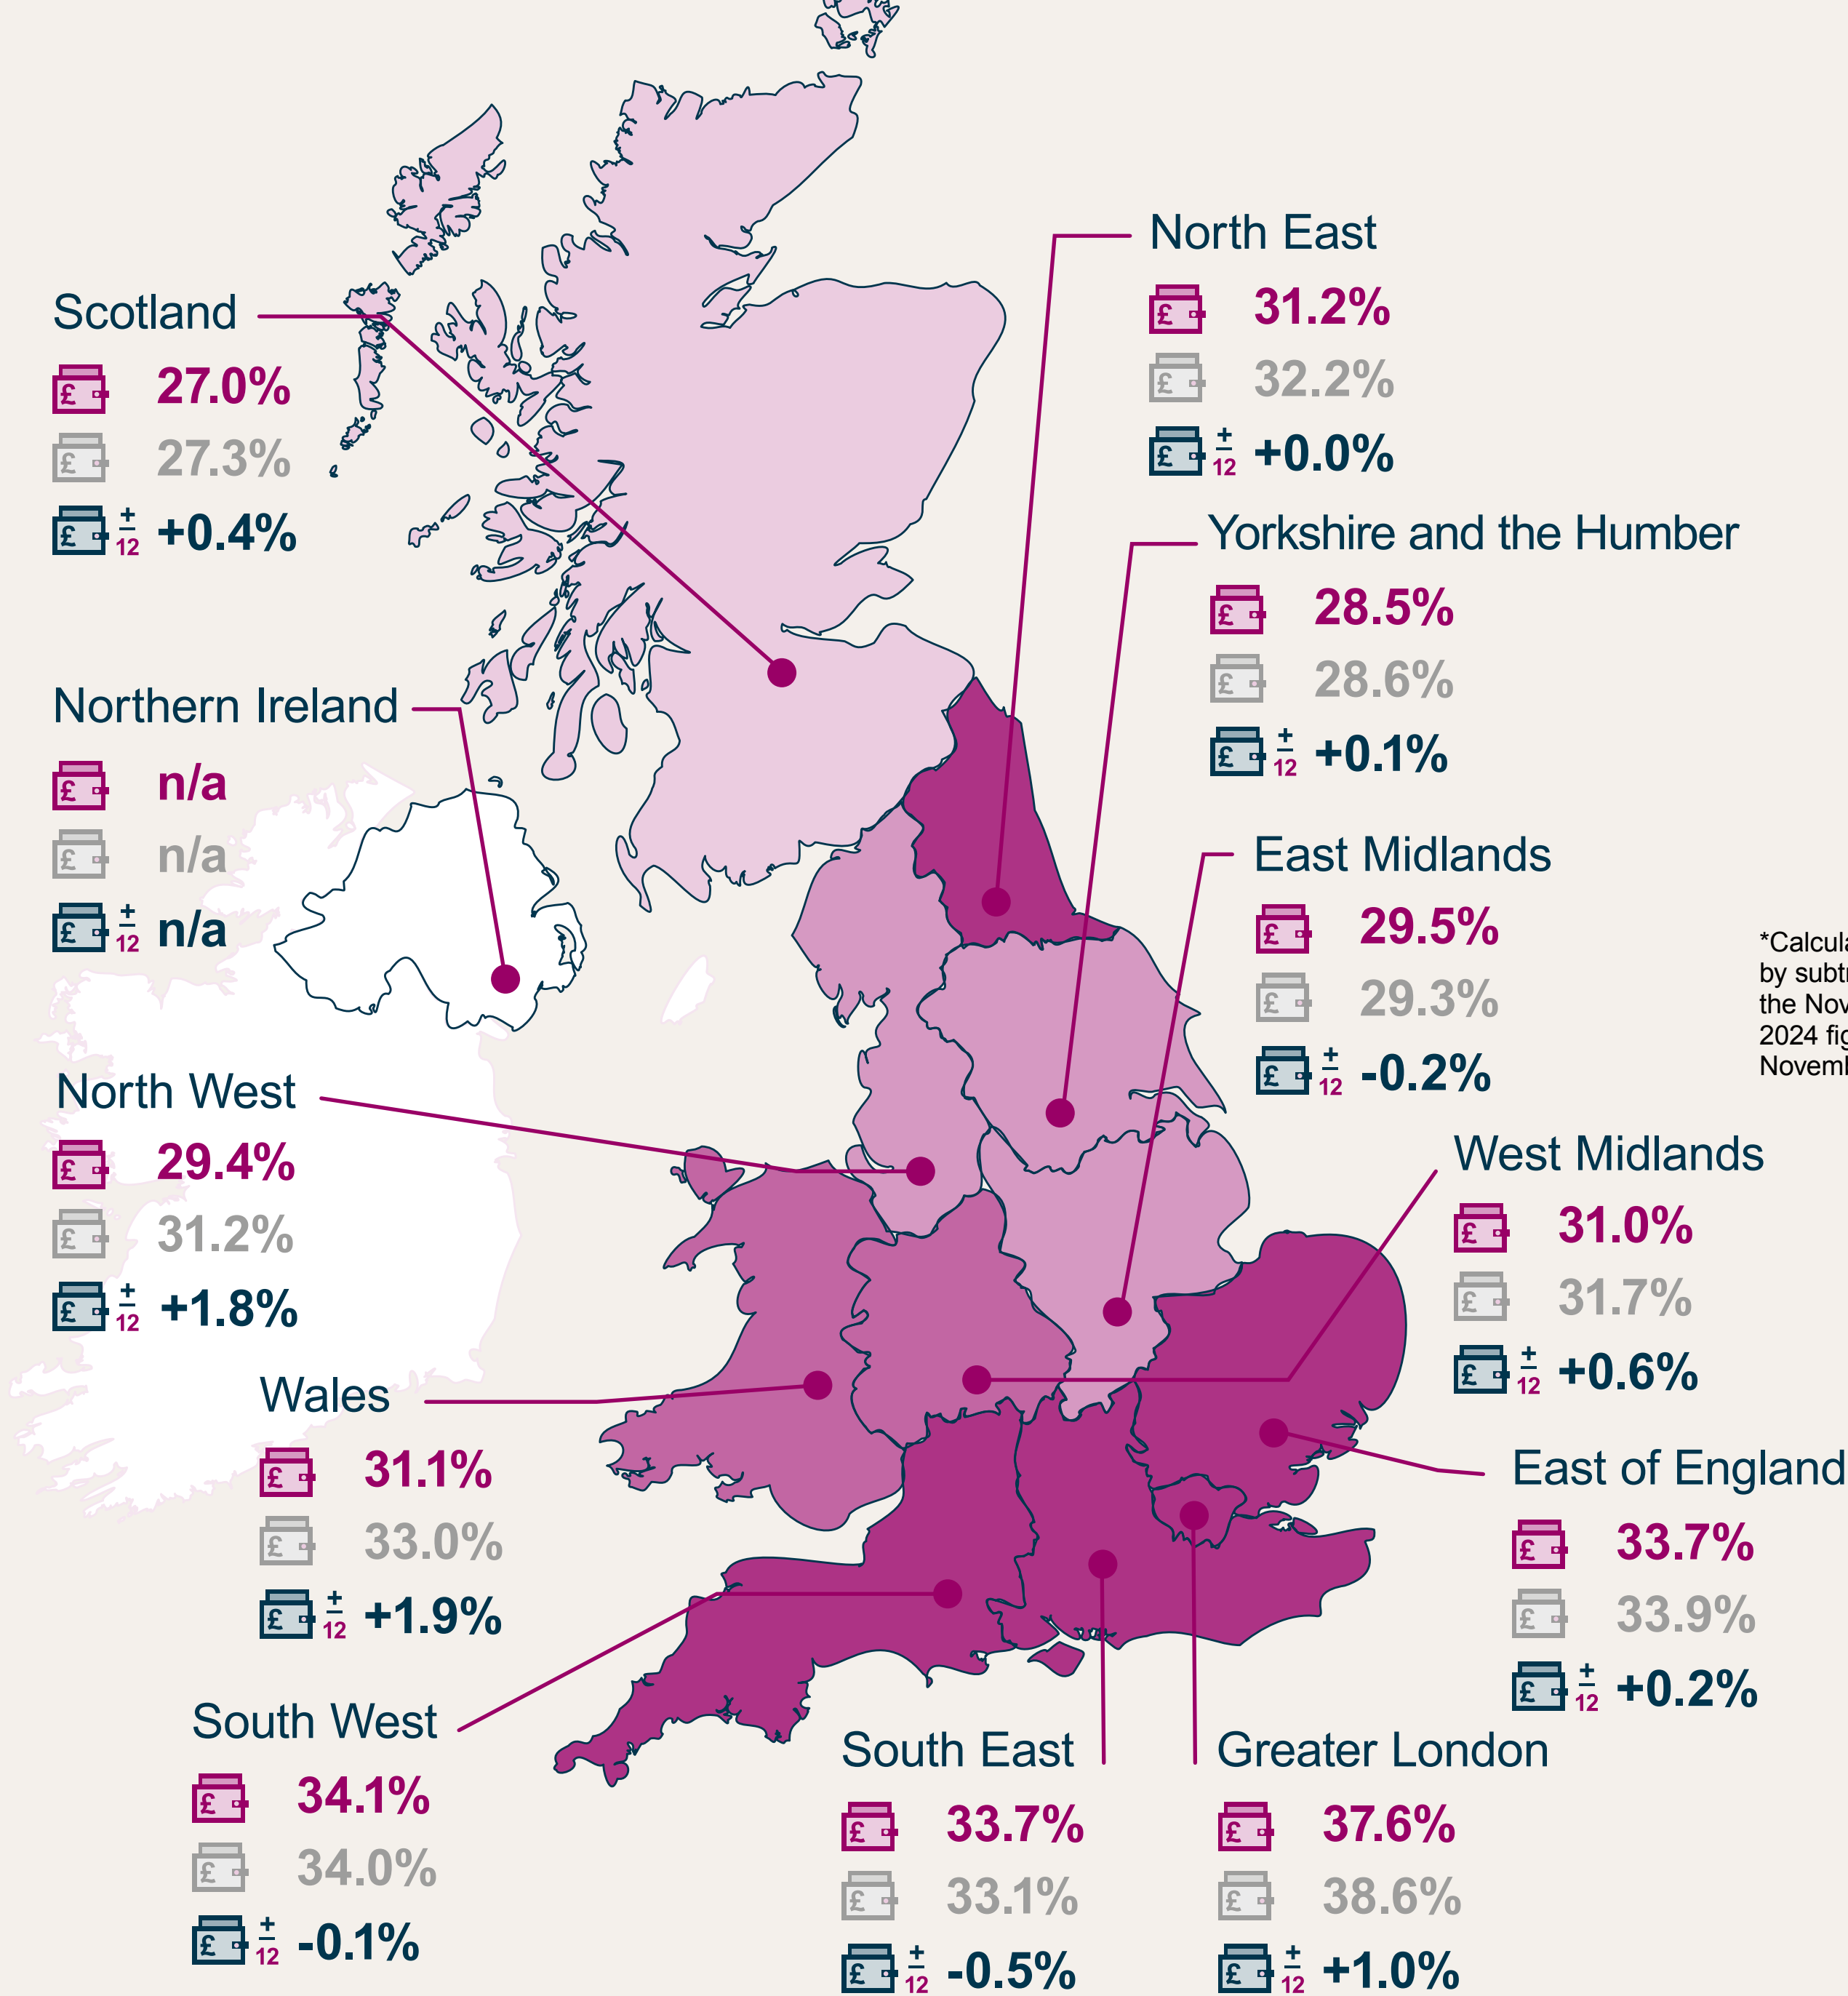 Scotland
£ 27.0%
£ 27.3%
£ ± 12 +0.4%
Northern Ireland
£ n/a
£ n/a
£ ± 12 n/a
North West
£ 29.4%
£ 31.2%
£ ± 12 +1.8%
Wales
£ 31.1%
£ 33.0%
£ ± 12 +1.9%
South West
£ 34.1%
£ 34.0%
£ ± 12 -0.1%
North East
£ 31.2%
£ 32.2%
£ ± 12 +0.0%
Yorkshire and the Humber
£ 28.5%
£ 28.6%
£ ± 12 +0.1%
East Midlands
£ 29.5%
£ 29.3%
£ ± 12 -0.2%
*Calcula
by subtr
the Nov
2024 fig
Novemb
West Midlands
£ 31.0%
£ 31.7%
£ ± 12 +0.6%
East of England
£ 33.7%
£ 33.9%
£ ± 12 +0.2%
South East
£ 33.7%
£ 33.1%
£ ± 12 -0.5%
Greater London
£ 37.6%
£ 38.6%
£ ± 12 +1.0%